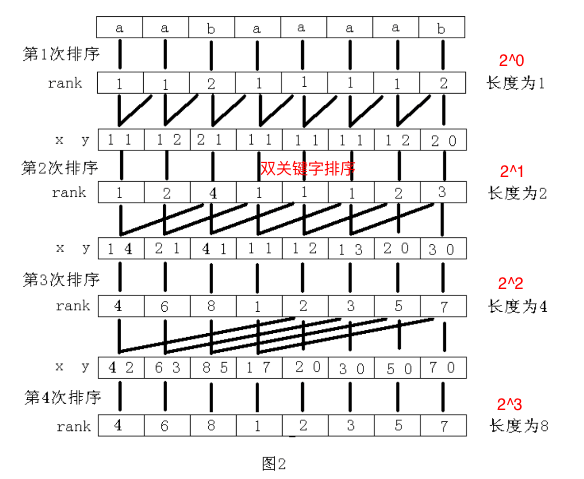 a a b a a a a b
第1次排序
2^0
rank 1 1 2 1 1 1 1 2 长度为1
x y 1 1 1 2 2 1 1 1 1 1 1 1 1 2 2 0
第2次排序 双关键字排序 2^1
rank 1 2 4 1 1 1 2 3 长度为2
x y 1 4 2 1 4 1 1 1 1 2 1 3 2 0 3 0
第3次排序 2^2
rank 4 6 8 1 2 3 5 7 长度为4
x y 4 2 6 3 8 5 1 7 2 0 3 0 5 0 7 0
第4次排序 2^3
rank 4 6 8 1 2 3 5 7 长度为8
图2